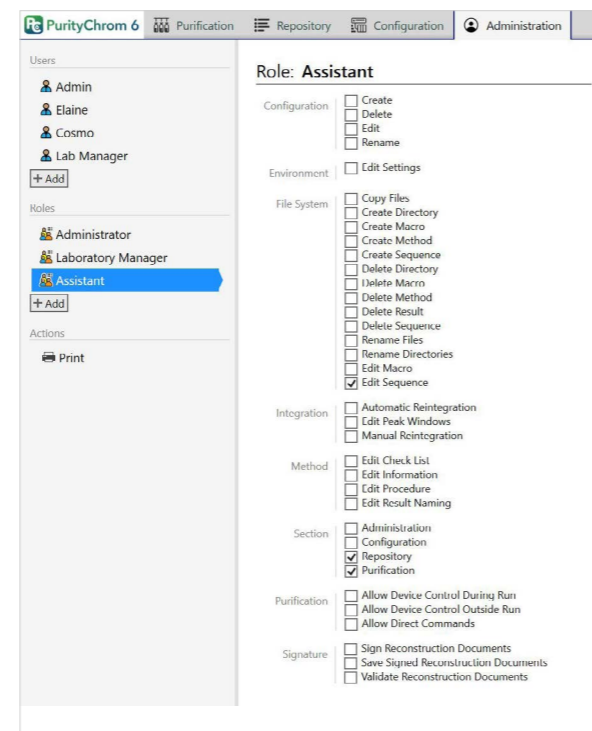 PurityChrom 6 Purification Repository Configuration Administration
Users
Admin
Elaine
Cosmo
Lab Manager
+ Add
Roles
Administrator
Laboratory Manager
Assistant
+ Add
Actions
Print
Role: Assistant
Configuration
Create
Delete
Edit
Rename
Environment
Edit Settings
File System
Copy Files
Create Directory
Create Macro
Create Method
Create Sequence
Delete Directory
Delete Macro
Delete Method
Delete Result
Delete Sequence
Rename Files
Rename Directories
Edit Macro
Edit Sequence
Integration
Automatic Reintegration
Edit Peak Windows
Manual Reintegration
Method
Edit Check List
Edit Information
Edit Procedure
Edit Result Naming
Section
Administration
Configuration
Repository
Purification
Purification
Allow Device Control During Run
Allow Device Control Outside Run
Allow Direct Commands
Signature
Sign Reconstruction Documents
Save Signed Reconstruction Documents
Validate Reconstruction Documents